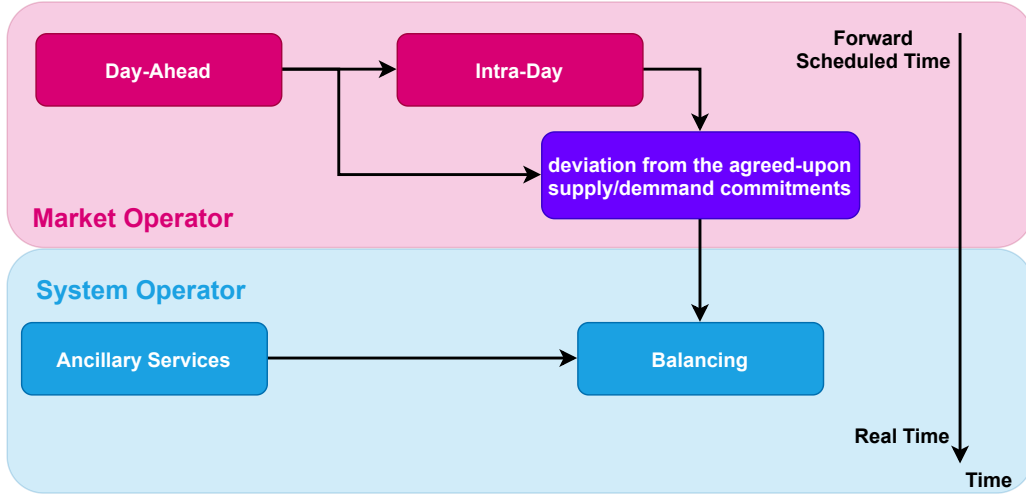 Day-Ahead
Intra-Day
Forward
Scheduled Time
deviation from the agreed-upon
supply/demmand commitments
Market Operator
System Operator
Ancillary Services
Balancing
Real Time
Time